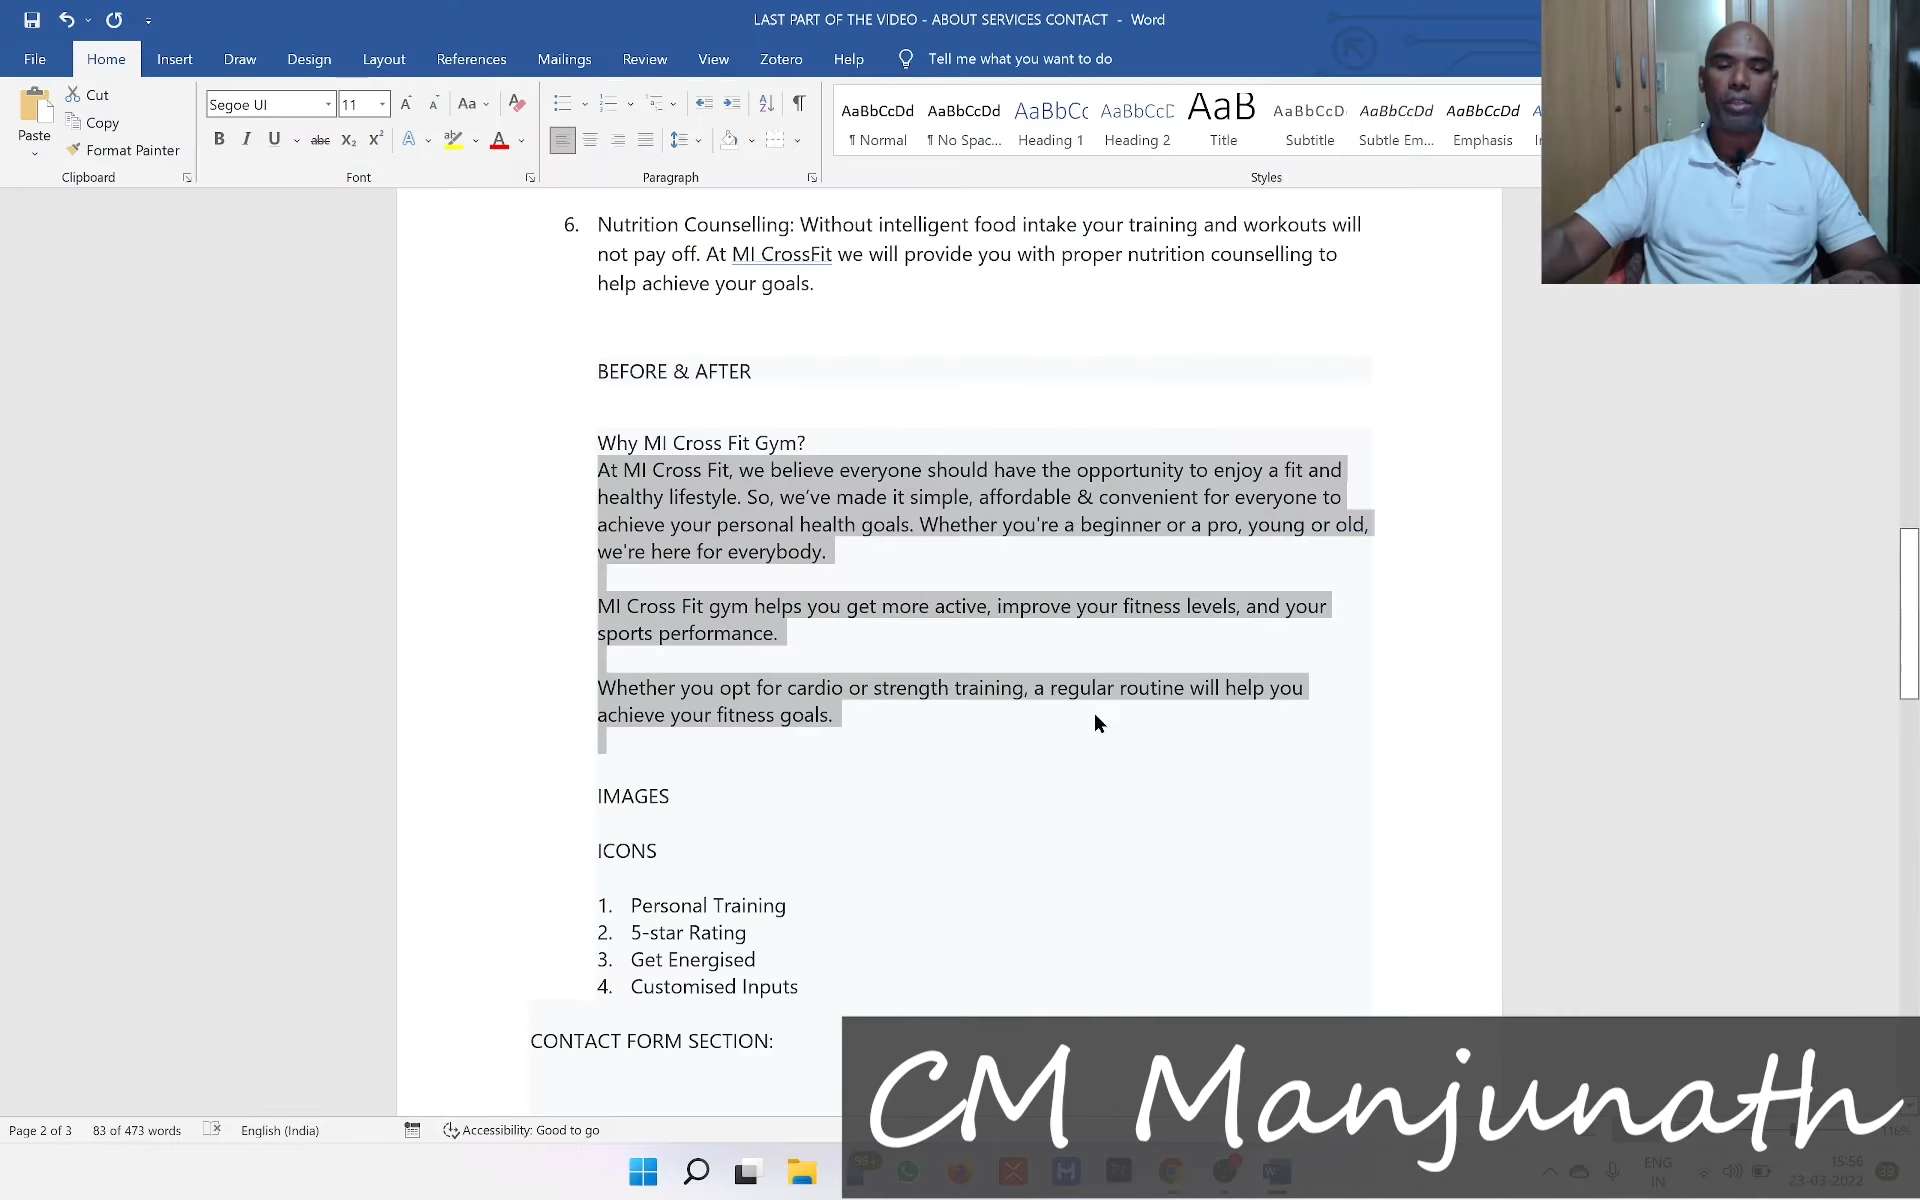 LAST PART OF THE VIDEO - ABOUT SERVICES CONTACT - Word
File Home Insert Draw Design Layout References Mailings Review View Zotero Help Tell me what you want to do
Paste
Cut
Copy
Format Painter
Clipboard
Segoe UI 11
Font
Paragraph
AaBbCcDd AaBbCcDd AaBbCc AaBbCcD AaB AaBbCcD AaBbCcDd AaBbCcDd
¶ Normal ¶ No Spac... Heading 1 Heading 2 Title Subtitle Subtle Em... Emphasis
Styles
6. Nutrition Counselling: Without intelligent food intake your training and workouts will
not pay off. At MI CrossFit we will provide you with proper nutrition counselling to
help achieve your goals.
BEFORE & AFTER
Why MI Cross Fit Gym?
At MI Cross Fit, we believe everyone should have the opportunity to enjoy a fit and
healthy lifestyle. So, we’ve made it simple, affordable & convenient for everyone to
achieve your personal health goals. Whether you're a beginner or a pro, young or old,
we're here for everybody.
MI Cross Fit gym helps you get more active, improve your fitness levels, and your
sports performance.
Whether you opt for cardio or strength training, a regular routine will help you
achieve your fitness goals.
IMAGES
ICONS
1. Personal Training
2. 5-star Rating
3. Get Energised
4. Customised Inputs
CONTACT FORM SECTION:
CM Manjunath
Page 2 of 3 83 of 473 words English (India) Accessibility: Good to go 116%
99+
ENG
IN
15:56
23-03-2022
39